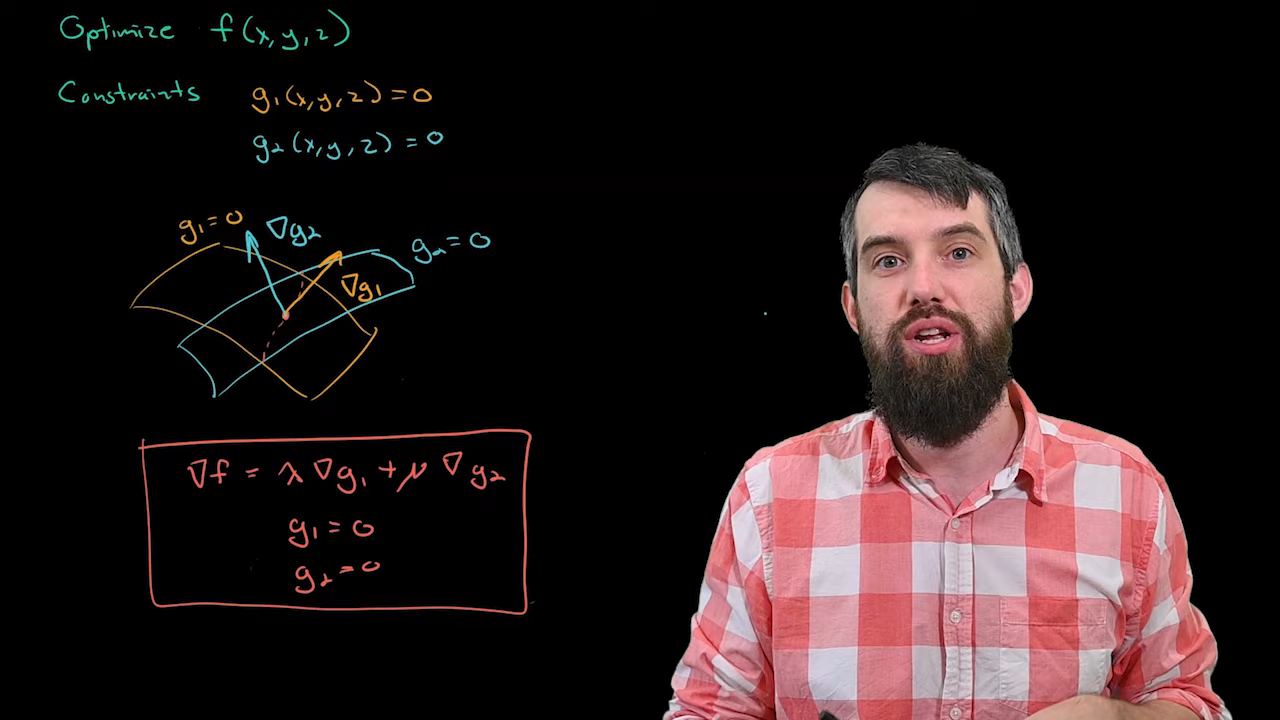 Optimize f(x,y,z)
Constraints g₁(x,y,z)=0
g₂(x,y,z)=0
g₁=0 ∇g₂
g₂=0
∇g₁
∇f = λ∇g₁+μ∇g₂
g₁=0
g₂=0